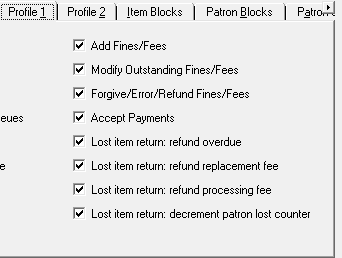 Profile 1 Profile 2 Item Blocks Patron Blocks Patron
Add Fines/Fees
Modify Outstanding Fines/Fees
Forgive/Error/Refund Fines/Fees
eues Accept Payments
Lost item return: refund overdue
e Lost item return: refund replacement fee
Lost item return: refund processing fee
Lost item return: decrement patron lost counter